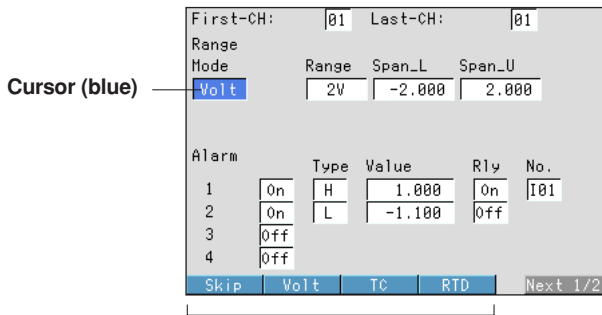 First-CH: 01 Last-CH: 01
Range
Mode Range Span_L Span_U
Cursor (blue) Volt 2V -2.000 2.000
Alarm Type Value Rly No.
1 On H 1.000 On I01
2 On L -1.100 Off
3 Off
4 Off
Skip Volt TC RTD Next 1/2